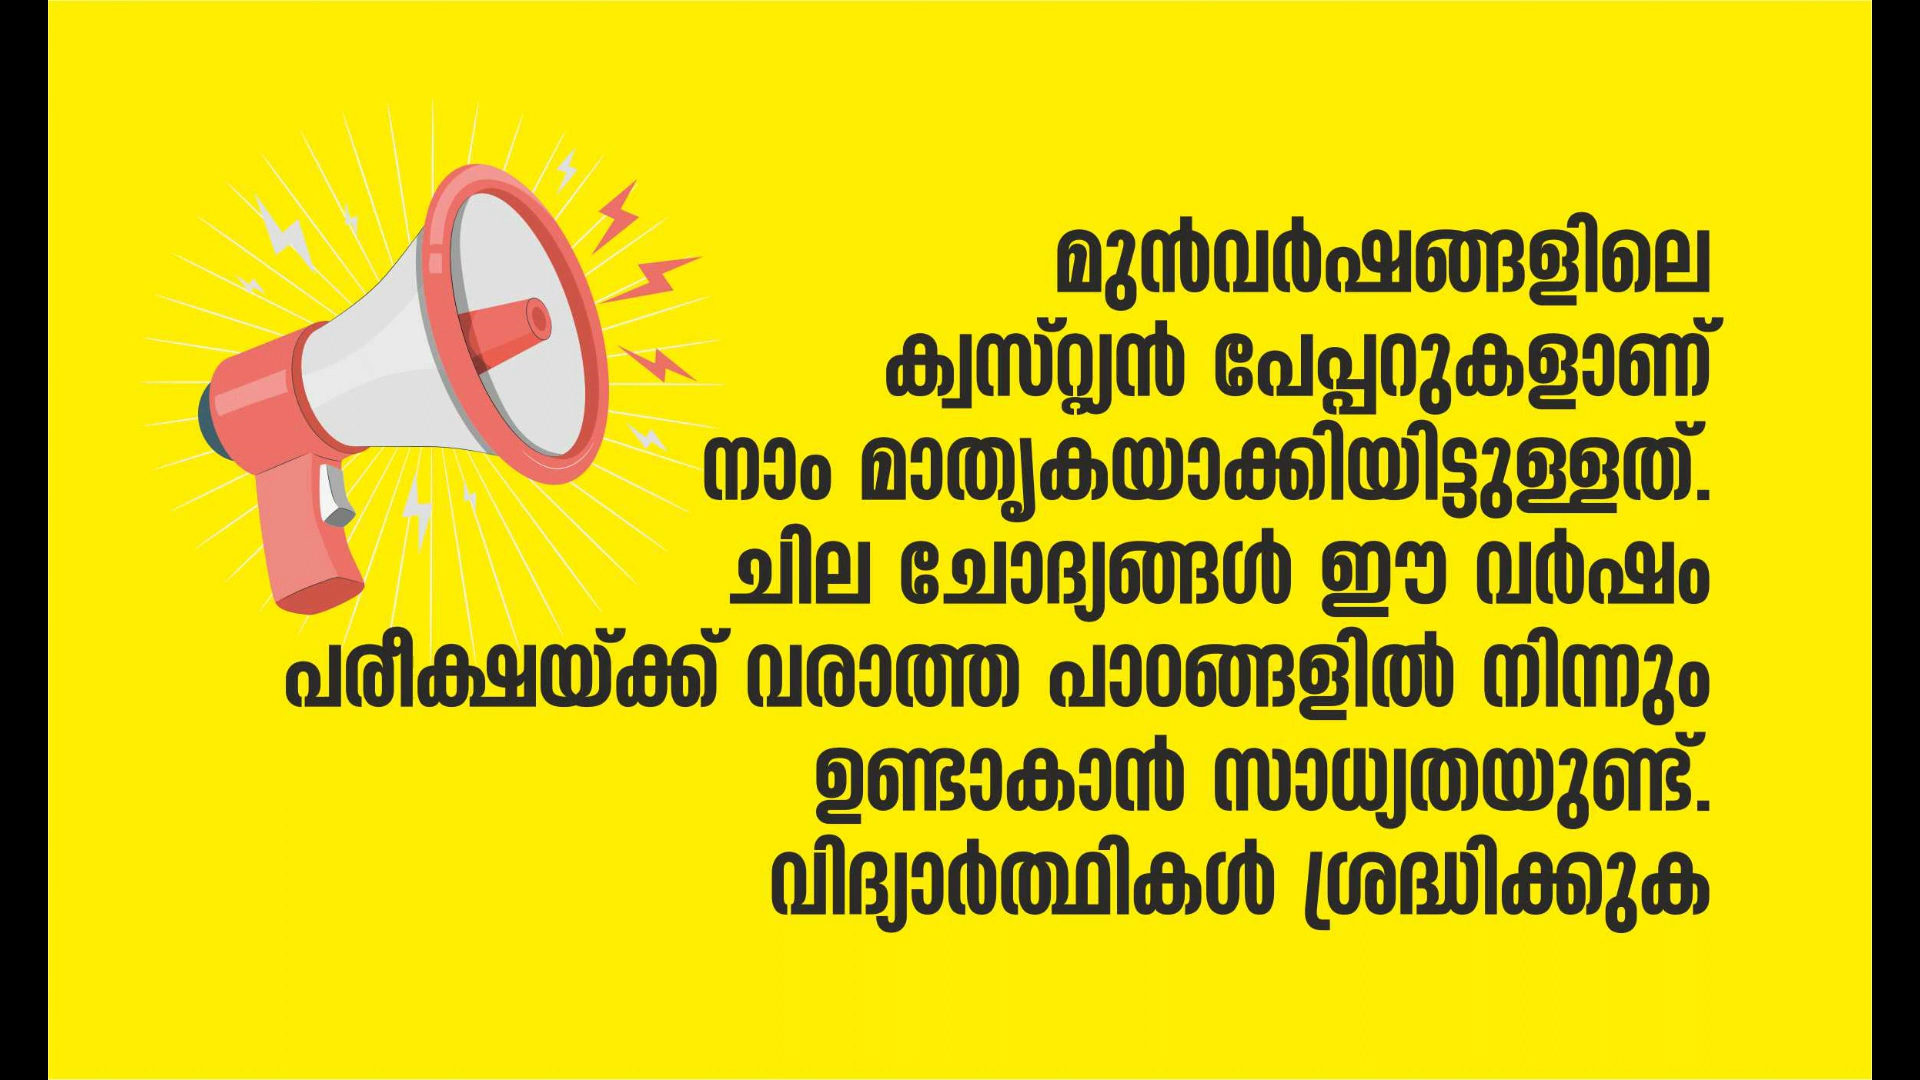 മുൻവർഷങ്ങളിലെ
ക്വസ്റ്റ്യൻ പേപ്പറുകളാണ്
നാം മാതൃകയാക്കിയിട്ടുള്ളത്.
ചില ചോദ്യങ്ങൾ ഈ വർഷം
പരീക്ഷയ്ക്ക് വരാത്ത പാഠങ്ങളിൽ നിന്നും
ഉണ്ടാകാൻ സാധ്യതയുണ്ട്.
വിദ്യാർത്ഥികൾ ശ്രദ്ധിക്കുക